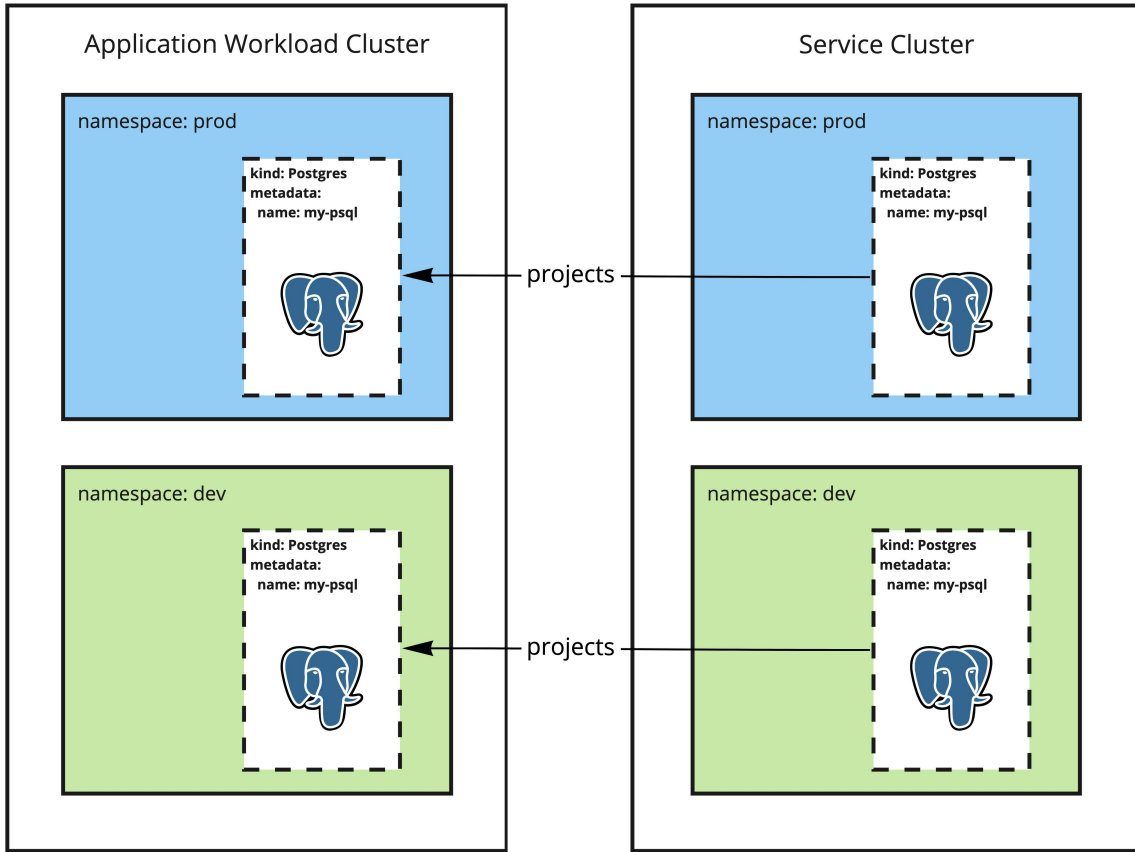 Application Workload Cluster
namespace: prod
kind: Postgres
metadata:
name: my-psql
namespace: dev
kind: Postgres
metadata:
name: my-psql
projects
projects
Service Cluster
namespace: prod
kind: Postgres
metadata:
name: my-psql
namespace: dev
kind: Postgres
metadata:
name: my-psql